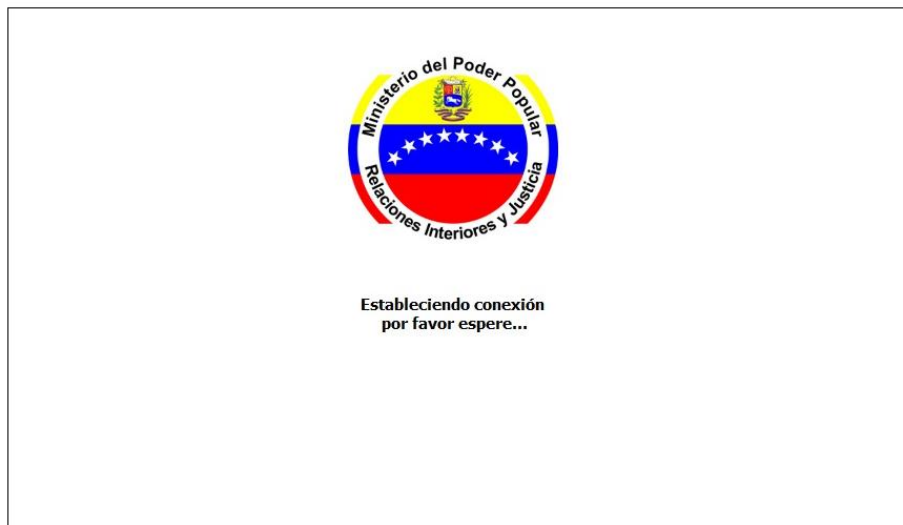 Ministerio del Poder Popular
Relaciones Interiores y Justicia
Estableciendo conexión
por favor espere...